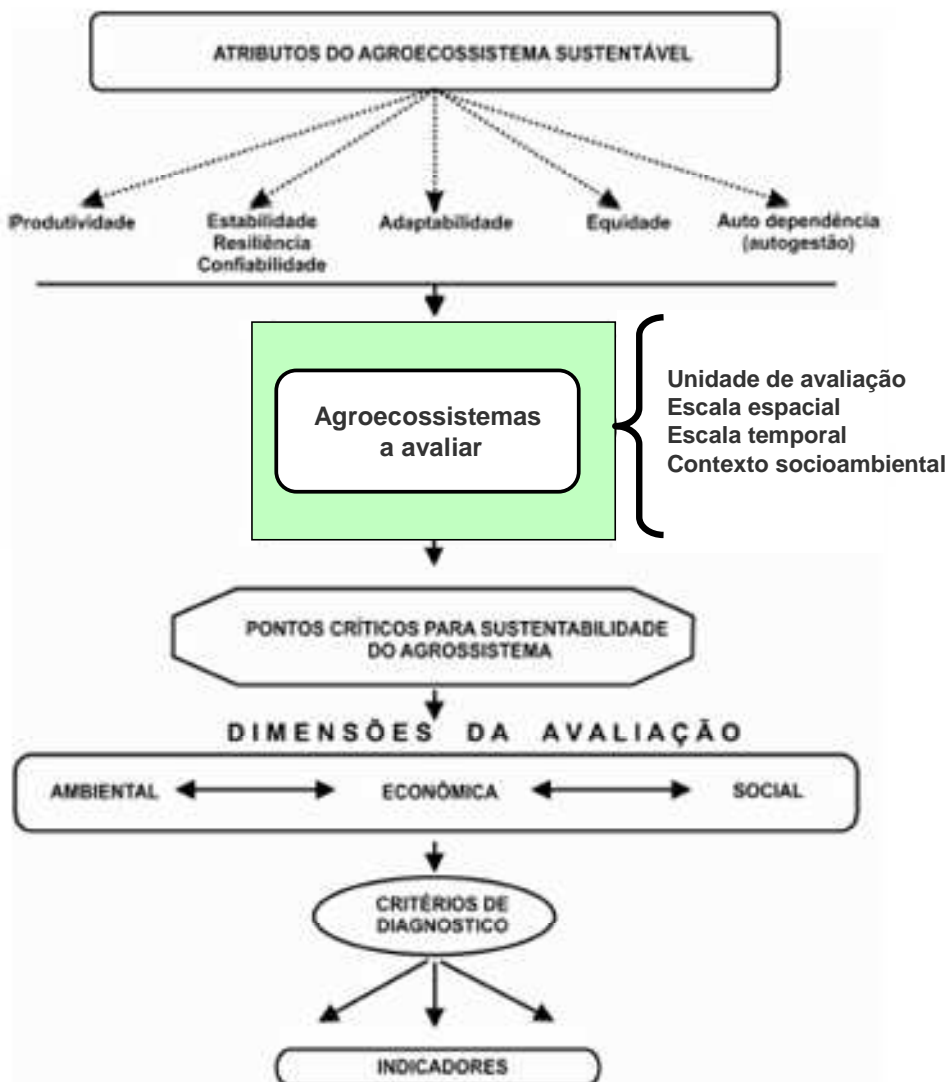 ATRIBUTOS DO AGROECOSSISTEMA SUSTENTÁVEL
Produtividade
Estabilidade
Resiliência
Confiabilidade
Adaptabilidade
Equidade
Auto dependência
(autogestão)
Agroecossistemas
a avaliar
Unidade de avaliação
Escala espacial
Escala temporal
Contexto socioambiental
PONTOS CRÍTICOS PARA SUSTENTABILIDADE
DO AGROSSISTEMA
DIMENSÕES DA AVALIAÇÃO
AMBIENTAL
ECONÔMICA
SOCIAL
CRITÉRIOS DE
DIAGNOSTICO
INDICADORES